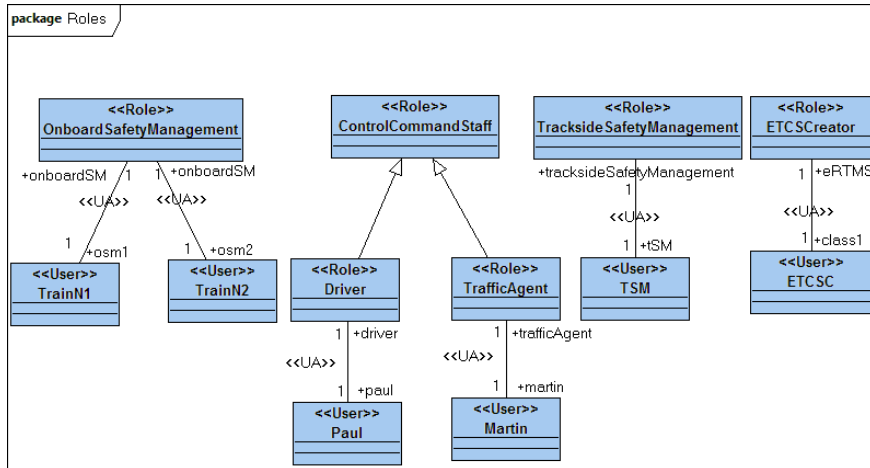 package Roles
<<Role>>
OnboardSafetyManagement
<<Role>>
ControlCommandStaff
<<Role>>
TracksideSafetyManagement
<<Role>>
ETCSCreator
+onboardSM 1
1 +onboardSM
+tracksideSafetyManagement
1
1 +eRTMS
<<UA>>
<<UA>>
<<UA>>
<<UA>>
1 +osm1
1 +osm2
1 +tSM
1 +class1
<<User>>
TrainN1
<<User>>
TrainN2
<<Role>>
Driver
<<Role>>
TrafficAgent
<<User>>
TSM
<<User>>
ETCSC
1 +driver
1 +trafficAgent
<<UA>>
<<UA>>
1 +paul
1 +martin
<<User>>
Paul
<<User>>
Martin